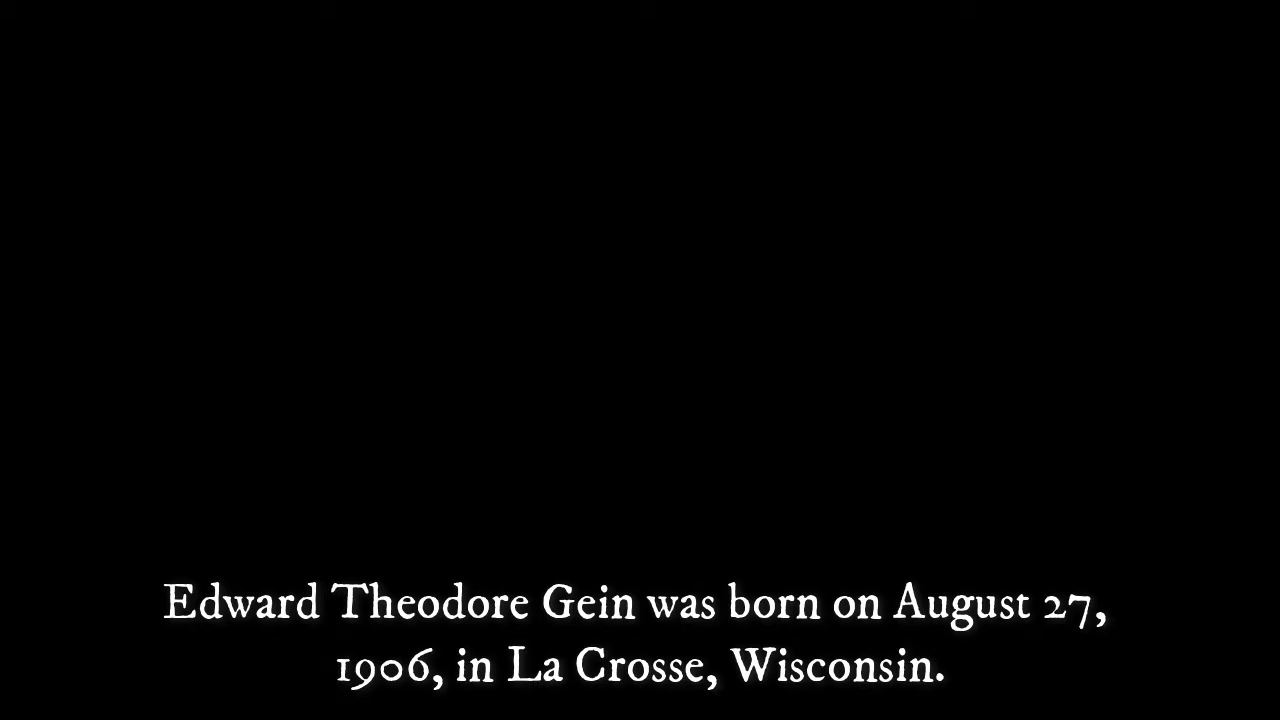 Edward Theodore Gein was born on August 27,
1906, in La Crosse, Wisconsin.